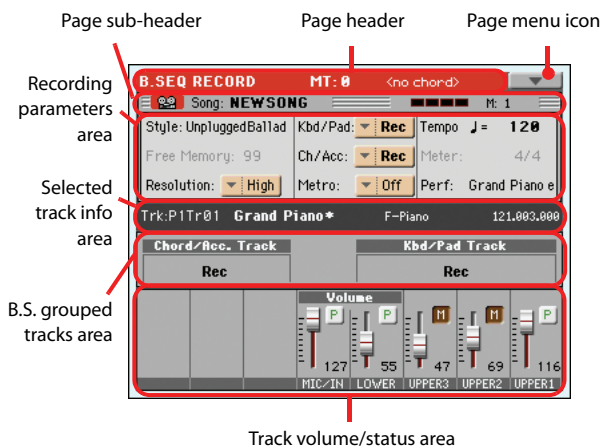 Page sub-header
Page header
Page menu icon
Recording parameters area
Selected track info area
B.S. grouped tracks area
B.SEQ RECORD MT: 0 <no chord>
Song: NEWSONG M: 1
Style: UnpluggedBallad Kbd/Pad: Rec Tempo ♩= 120
Free Memory: 99 Ch/Acc: Rec Meter: 4/4
Resolution: High Metro: Off Perf: Grand Piano e
Trk:P1Tr01 Grand Piano* F-Piano 121.003.000
Chord/Acc. Track Kbd/Pad Track
Rec Rec
Volume
P P M M P
127 55 47 69 116
MIC/IN LOWER UPPER3 UPPER2 UPPER1
Track volume/status area